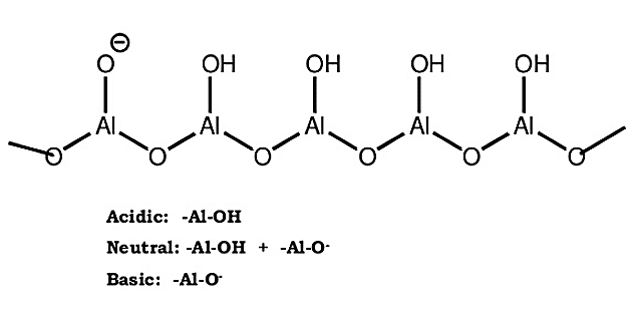 ⊖
O OH OH OH OH
Al Al Al Al Al
O O O O O O
Acidic: -Al-OH
Neutral: -Al-OH + -Al-O-
Basic: -Al-O-